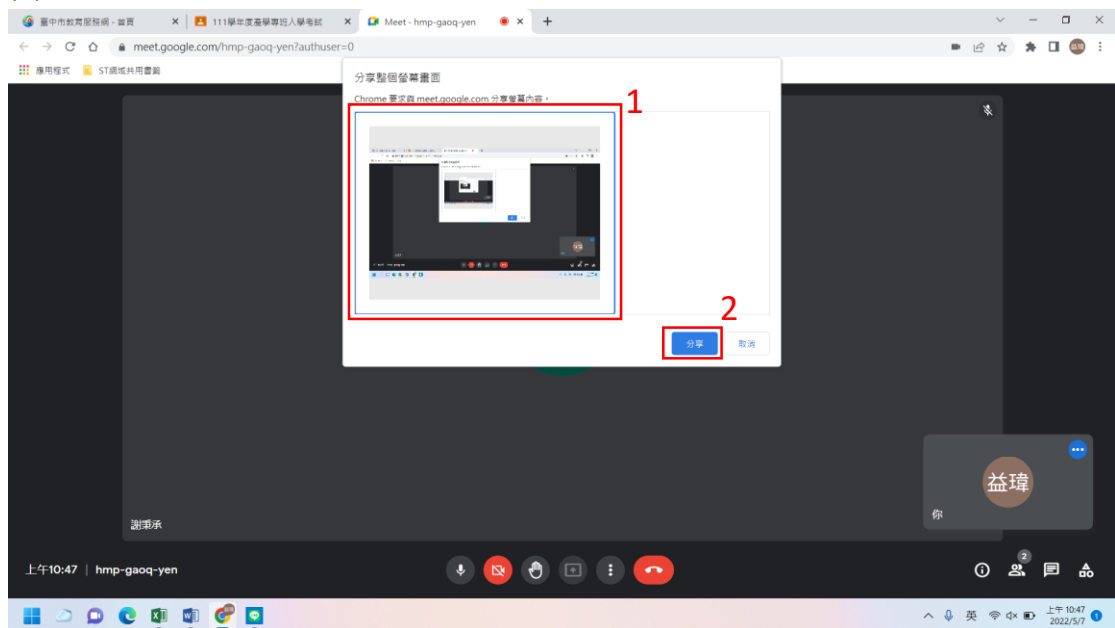 臺中市教育服務網 - 首頁
111學年度產學專班入學考試
Meet - hmp-gaoq-yen
meet.google.com/hmp-gaoq-yen?authuser=0
應用程式
ST網域共用書籤
分享整個螢幕畫面
Chrome 要求與 meet.google.com 分享螢幕內容。
1
2
分享
取消
益瑋
你
謝秉承
上午10:47 | hmp-gaoq-yen
2
英
上午 10:47
2022/5/7
1